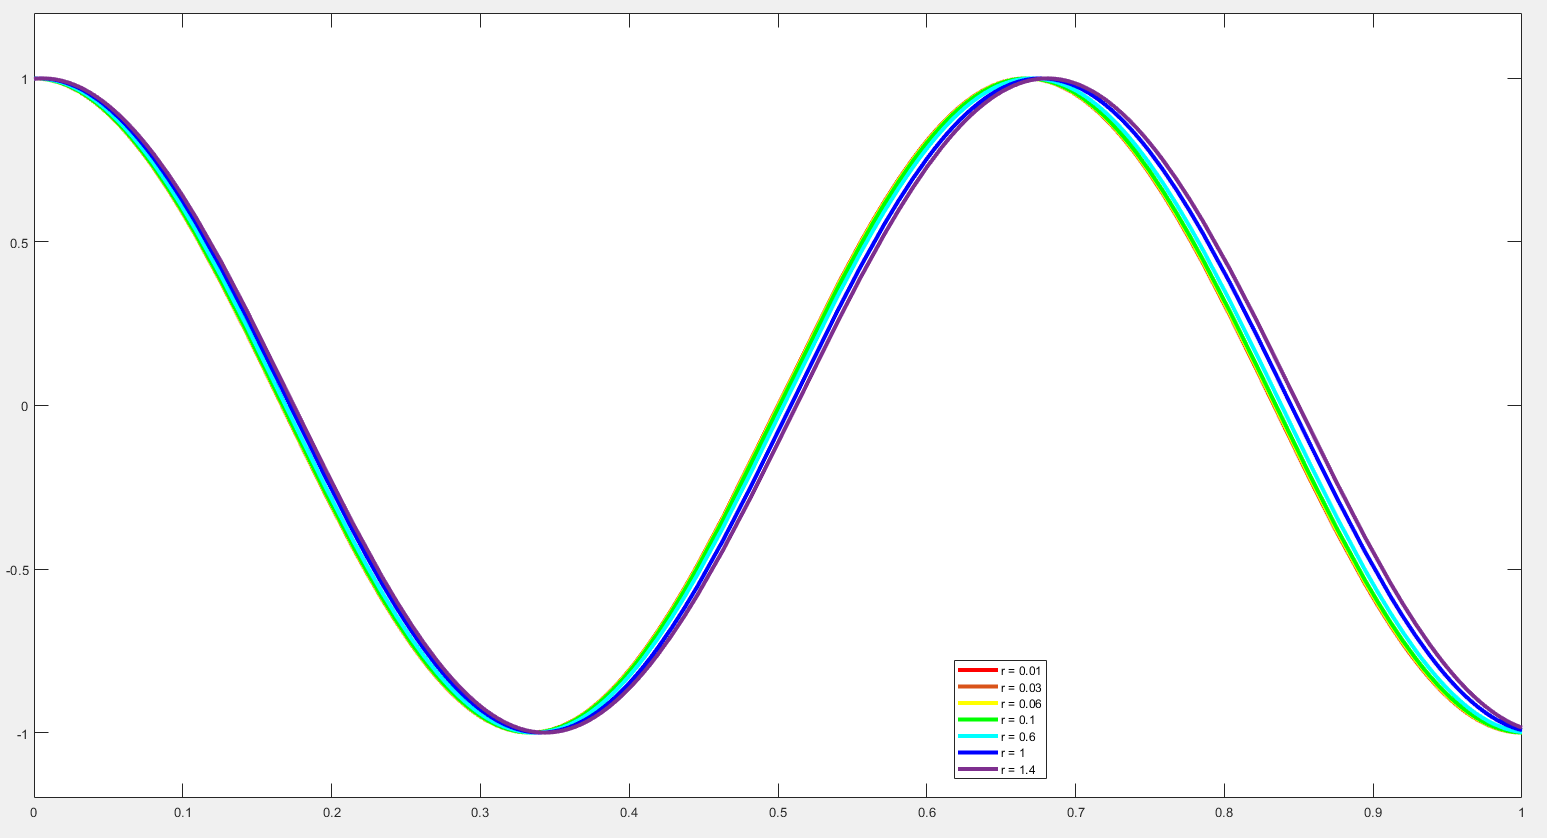 1
0.5
0
-0.5
-1
r = 0.01
r = 0.03
r = 0.06
r = 0.1
r = 0.6
r = 1
r = 1.4
0 0.1 0.2 0.3 0.4 0.5 0.6 0.7 0.8 0.9 1